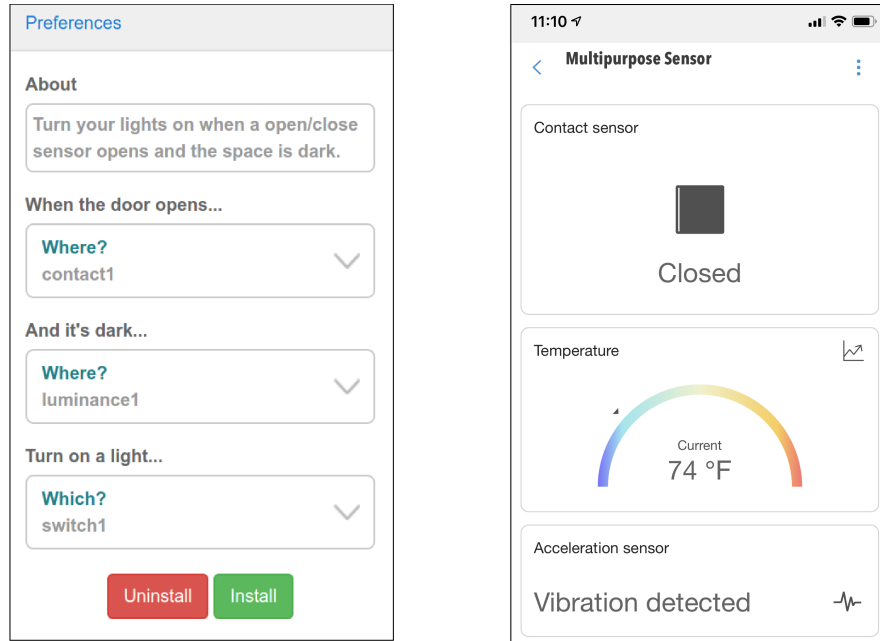 Preferences
About
Turn your lights on when a open/close
sensor opens and the space is dark.
When the door opens...
Where?
contact1
And it's dark...
Where?
luminance1
Turn on a light...
Which?
switch1
Uninstall
Install
11:10
Multipurpose Sensor
Contact sensor
Closed
Temperature
Current
74 °F
Acceleration sensor
Vibration detected